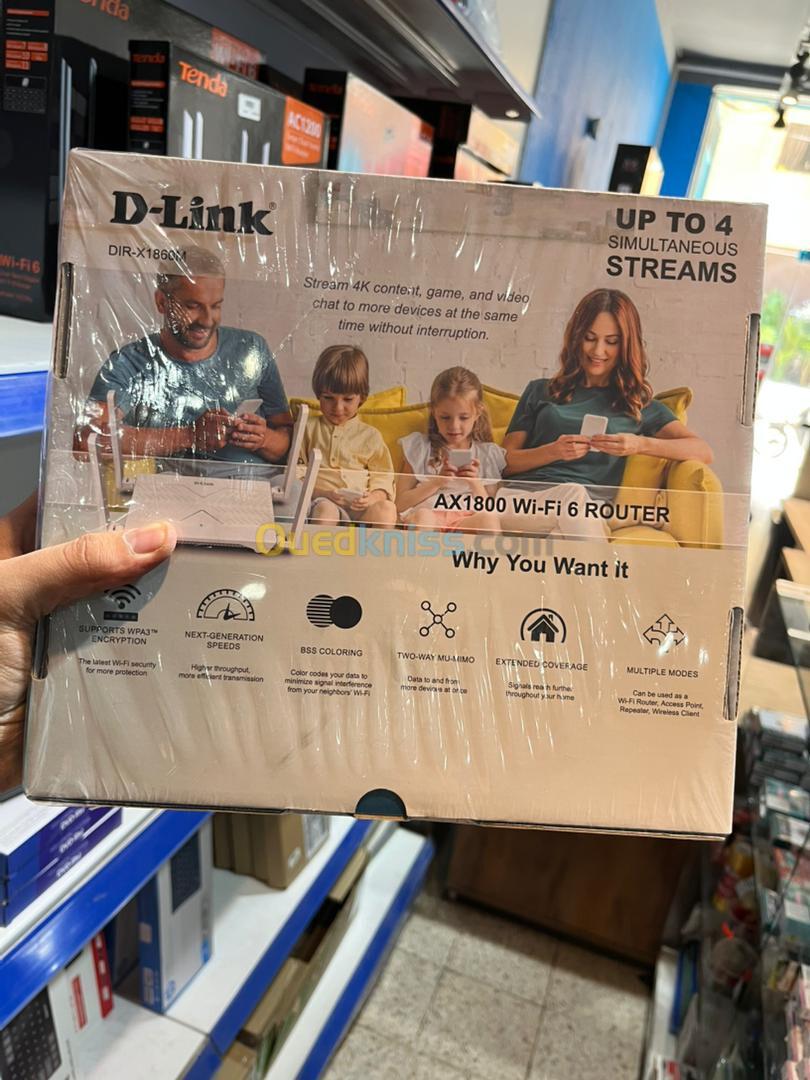 enda
Tenda
AC1200
Wi-Fi 6
D-Link®
DIR-X1860M
UP TO 4
SIMULTANEOUS
STREAMS
Stream 4K content, game, and video
chat to more devices at the same
time without interruption.
AX1800 Wi-Fi 6 ROUTER
Ouedkniss.com
Why You Want it
SUPPORTS WPA3™
ENCRYPTION
The latest Wi-Fi security
for more protection
NEXT-GENERATION
SPEEDS
Higher throughput,
more efficient transmission
BSS COLORING
Color codes your data to
minimize signal interference
from your neighbors' Wi-Fi
TWO-WAY MU-MIMO
Data to and from
more devices at once
EXTENDED COVERAGE
Signals reach further
throughout your home
MULTIPLE MODES
Can be used as a
Wi-Fi Router, Access Point,
Repeater, Wireless Client